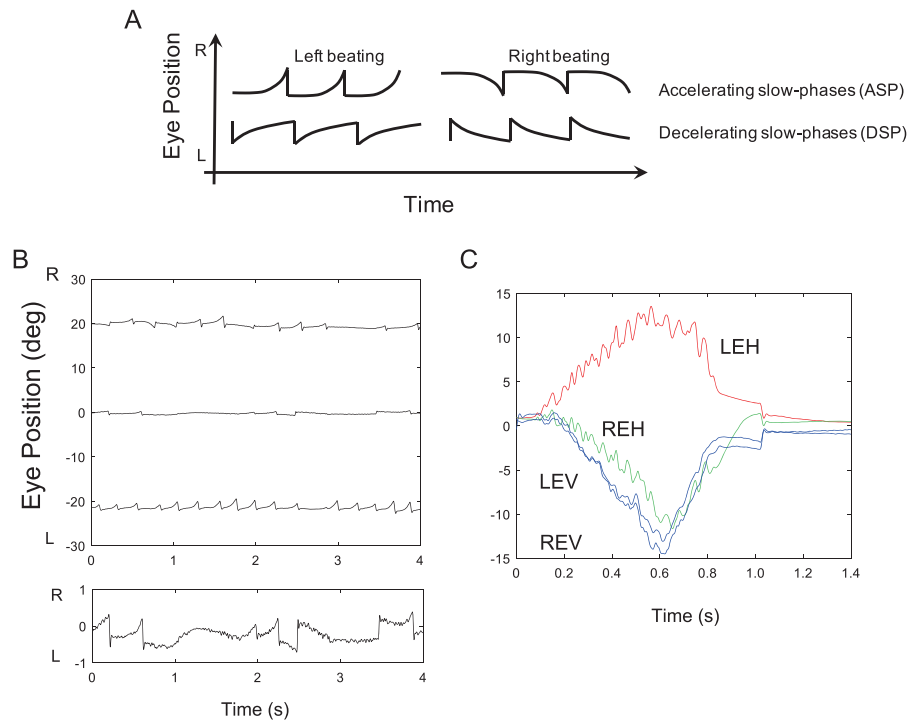 A
R
Left beating
Right beating
Eye Position
Accelerating slow-phases (ASP)
Decelerating slow-phases (DSP)
L
Time
B
R
Eye Position (deg)
30
20
10
0
-10
-20
-30
L
0
1
2
3
4
R
1
0
-1
L
0
1
2
3
4
Time (s)
C
15
10
5
0
-5
-10
-15
LEH
REH
LEV
REV
0
0.2
0.4
0.6
0.8
1.0
1.2
1.4
Time (s)